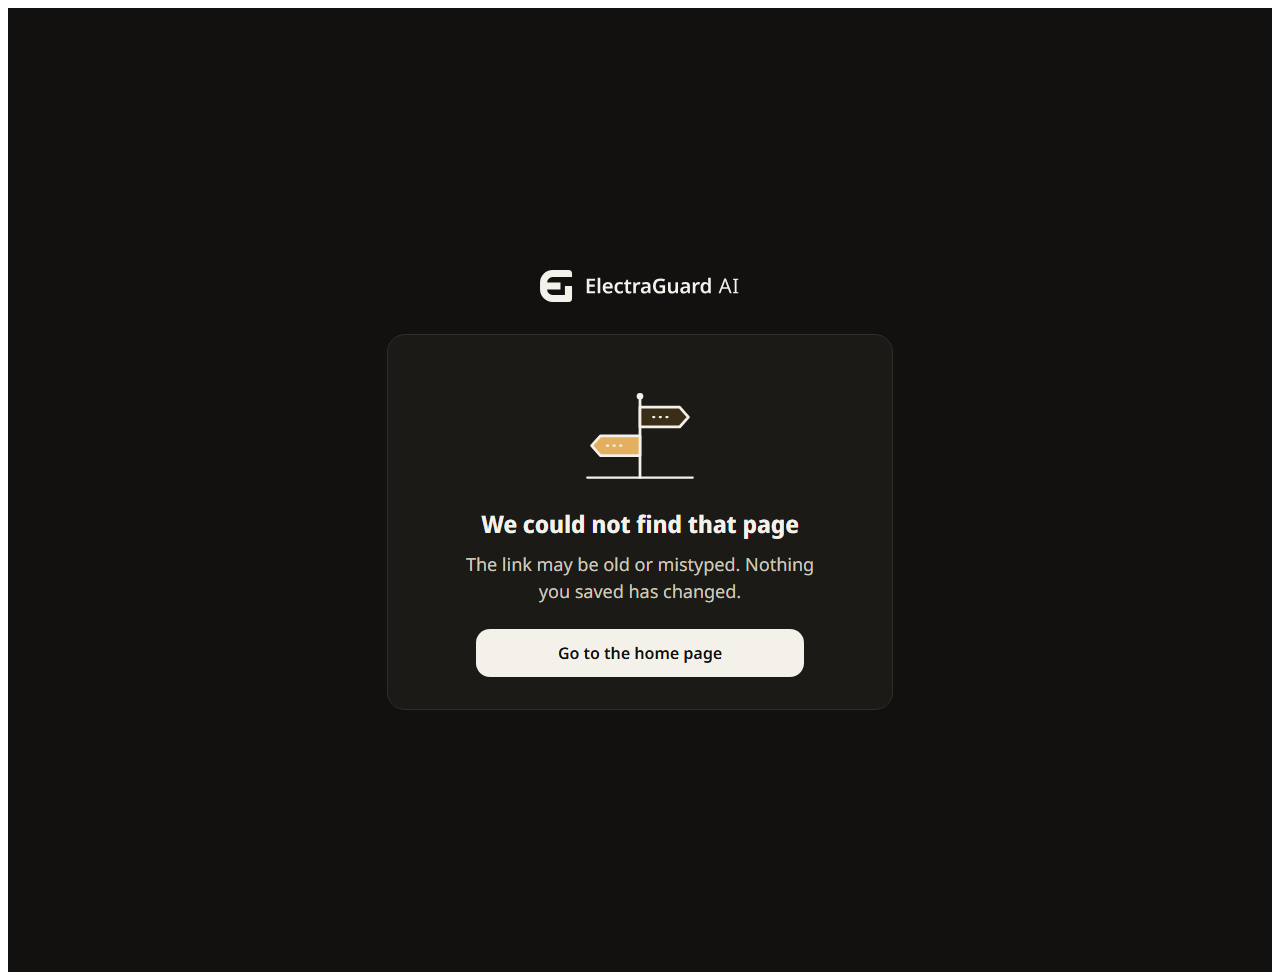 ElectraGuard AI
We could not find that page
The link may be old or mistyped. Nothing
you saved has changed.
Go to the home page